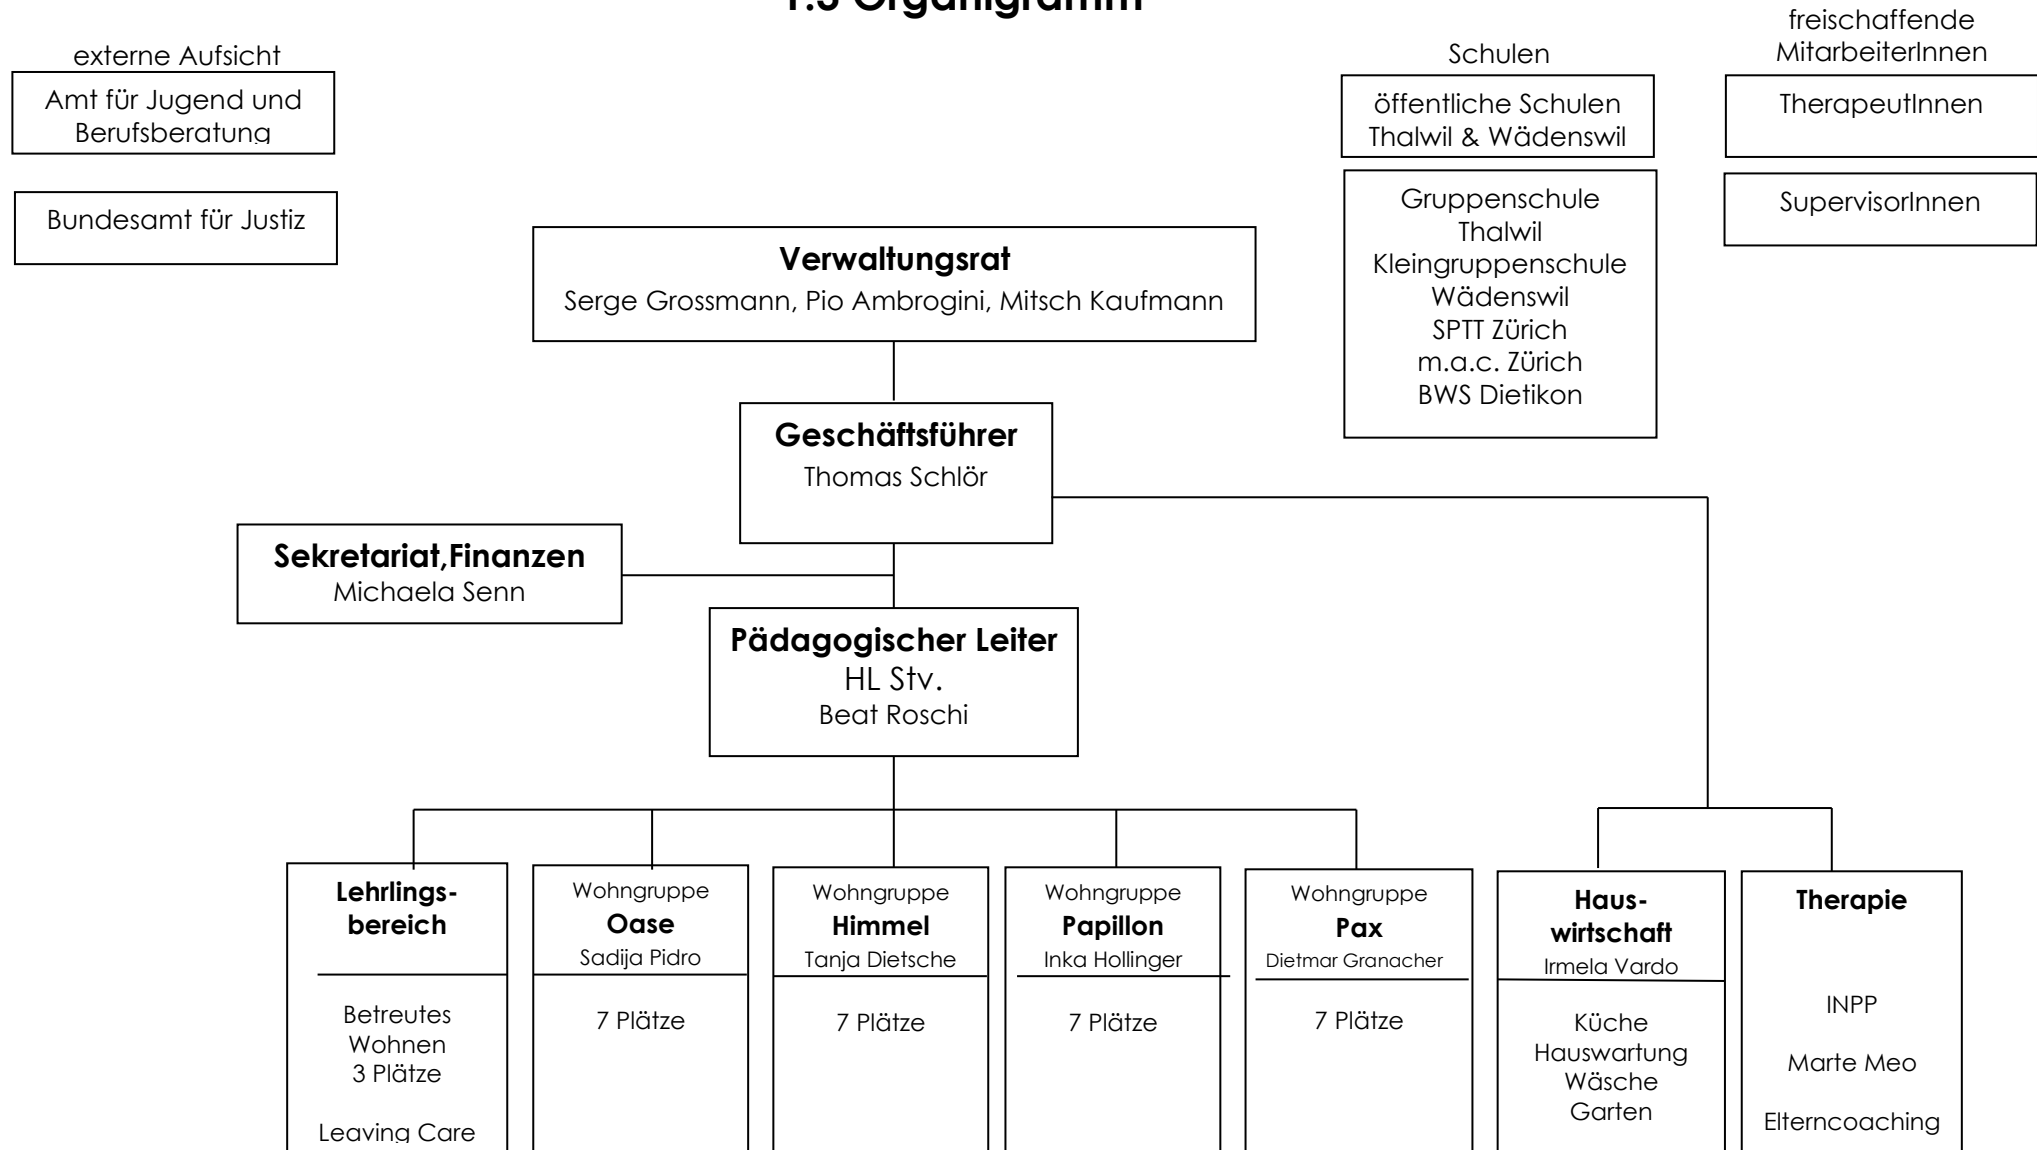 1.3 Organigramm
externe Aufsicht
Amt für Jugend und
Berufsberatung
Bundesamt für Justiz
Schulen
öffentliche Schulen
Thalwil & Wädenswil
Gruppenschule
Thalwil
Kleingruppenschule
Wädenswil
SPTT Zürich
m.a.c. Zürich
BWS Dietikon
freischaffende
MitarbeiterInnen
TherapeutInnen
SupervisorInnen
Verwaltungsrat
Serge Grossmann, Pio Ambrogini, Mitsch Kaufmann
Geschäftsführer
Thomas Schlör
Sekretariat,Finanzen
Michaela Senn
Pädagogischer Leiter
HL Stv.
Beat Roschi
Lehrlings-
bereich
Betreutes
Wohnen
3 Plätze
Leaving Care
Wohngruppe
Oase
Sadija Pidro
7 Plätze
Wohngruppe
Himmel
Tanja Dietsche
7 Plätze
Wohngruppe
Papillon
Inka Hollinger
7 Plätze
Wohngruppe
Pax
Dietmar Granacher
7 Plätze
Haus-
wirtschaft
Irmela Vardo
Küche
Hauswartung
Wäsche
Garten
Therapie
INPP
Marte Meo
Elterncoaching